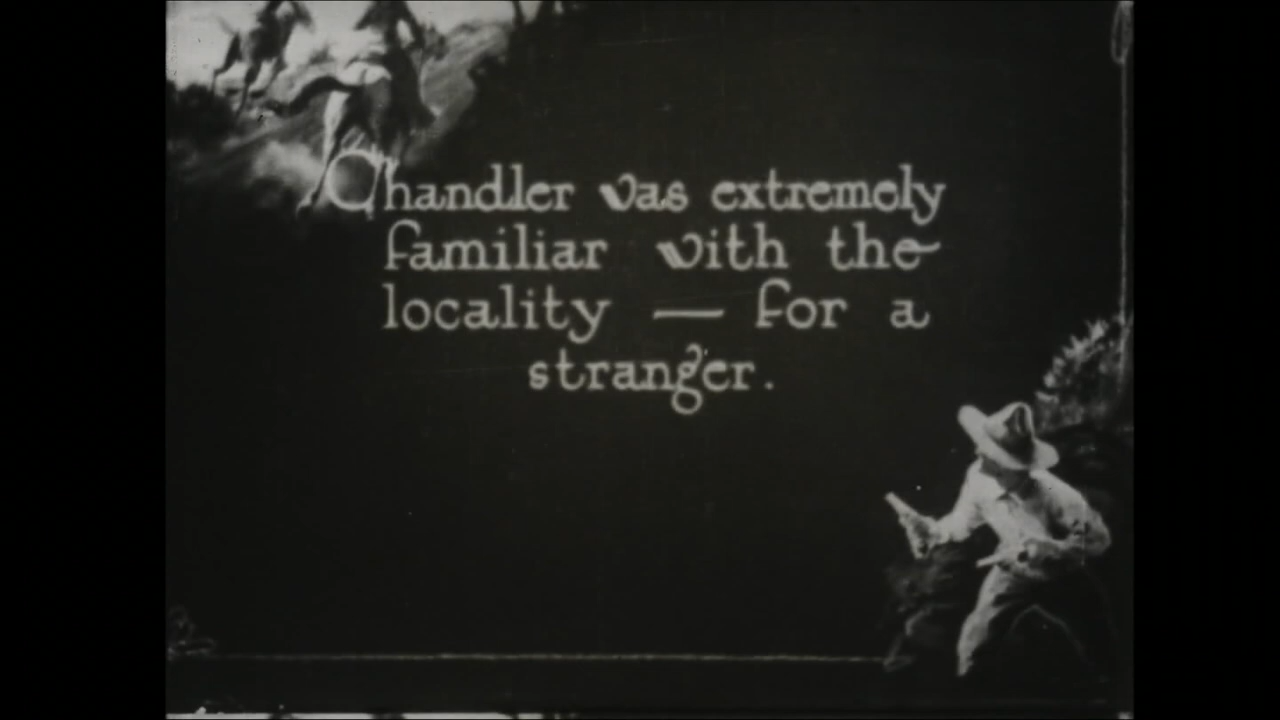 Chandler was extremely
familiar with the
locality — for a
stranger.